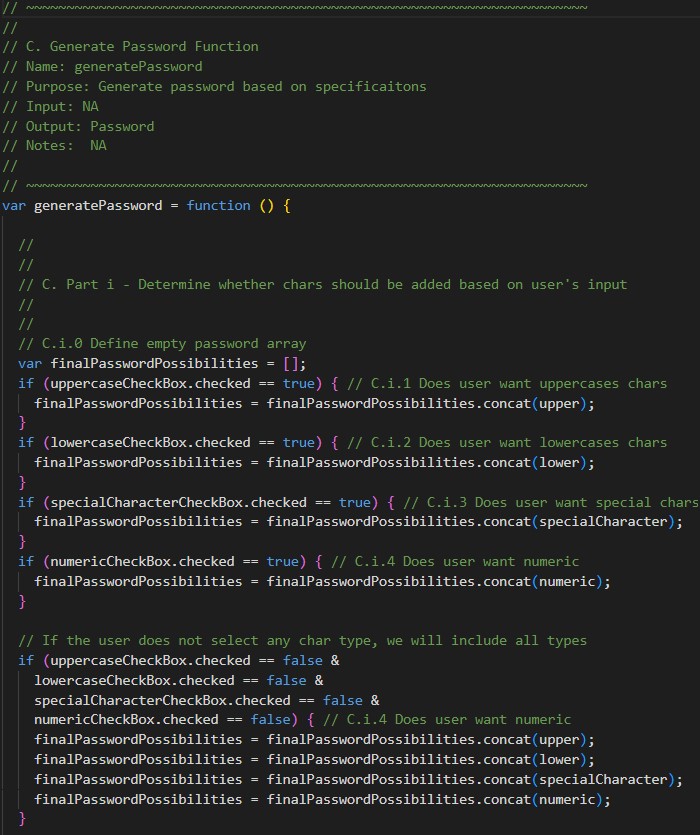 // ~~~~~~~~~~~~~~~~~~~~~~~~~~~~~~~~~~~~~~~~~~~~~~~~~~~~~~~~~~~~~~~~~~~~~~
//
// C. Generate Password Function
// Name: generatePassword
// Purpose: Generate password based on specificaitons
// Input: NA
// Output: Password
// Notes:  NA
//
// ~~~~~~~~~~~~~~~~~~~~~~~~~~~~~~~~~~~~~~~~~~~~~~~~~~~~~~~~~~~~~~~~~~~~~~
var generatePassword = function () {
  //
  //
  // C. Part i - Determine whether chars should be added based on user's input
  //
  //
  // C.i.0 Define empty password array
  var finalPasswordPossibilities = [];
  if (uppercaseCheckBox.checked == true) { // C.i.1 Does user want uppercases chars
    finalPasswordPossibilities = finalPasswordPossibilities.concat(upper);
  }
  if (lowercaseCheckBox.checked == true) { // C.i.2 Does user want lowercases chars
    finalPasswordPossibilities = finalPasswordPossibilities.concat(lower);
  }
  if (specialCharacterCheckBox.checked == true) { // C.i.3 Does user want special chars
    finalPasswordPossibilities = finalPasswordPossibilities.concat(specialCharacter);
  }
  if (numericCheckBox.checked == true) { // C.i.4 Does user want numeric
    finalPasswordPossibilities = finalPasswordPossibilities.concat(numeric);
  }
  // If the user does not select any char type, we will include all types
  if (uppercaseCheckBox.checked == false &
    lowercaseCheckBox.checked == false &
    specialCharacterCheckBox.checked == false &
    numericCheckBox.checked == false) { // C.i.4 Does user want numeric
    finalPasswordPossibilities = finalPasswordPossibilities.concat(upper);
    finalPasswordPossibilities = finalPasswordPossibilities.concat(lower);
    finalPasswordPossibilities = finalPasswordPossibilities.concat(specialCharacter);
    finalPasswordPossibilities = finalPasswordPossibilities.concat(numeric);
  }